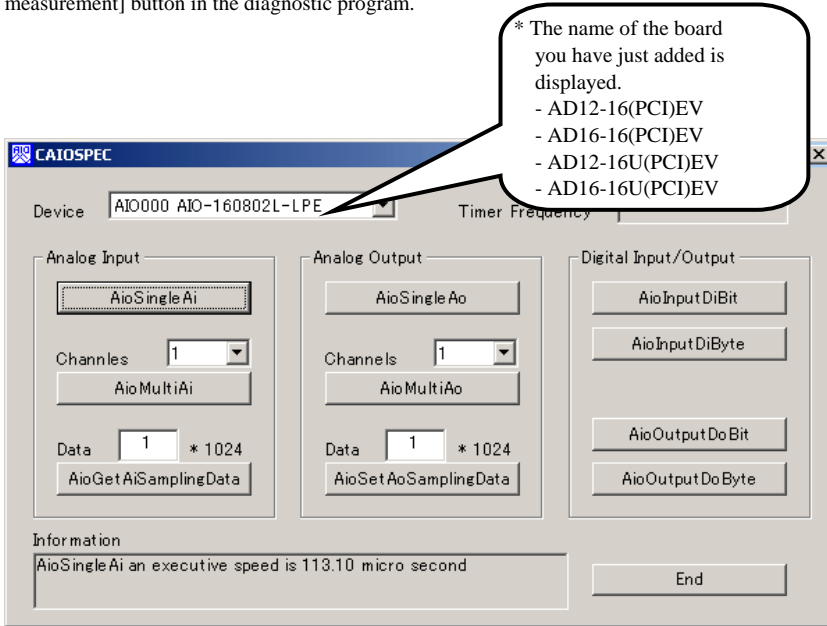 measurement] button in the diagnostic program.
* The name of the board
you have just added is
displayed.
- AD12-16(PCI)EV
- AD16-16(PCI)EV
- AD12-16U(PCI)EV
- AD16-16U(PCI)EV
CAIOSPEC
Device AIO000 AIO-160802L-LPE Timer Frequency
Analog Input Analog Output Digital Input/Output
AioSingleAi AioSingleAo AioInputDiBit
Channles 1 Channels 1 AioInputDiByte
AioMultiAi AioMultiAo
Data 1 * 1024 Data 1 * 1024 AioOutputDoBit
AioGetAiSamplingData AioSetAoSamplingData AioOutputDoByte
Information
AioSingleAi an executive speed is 113.10 micro second
End